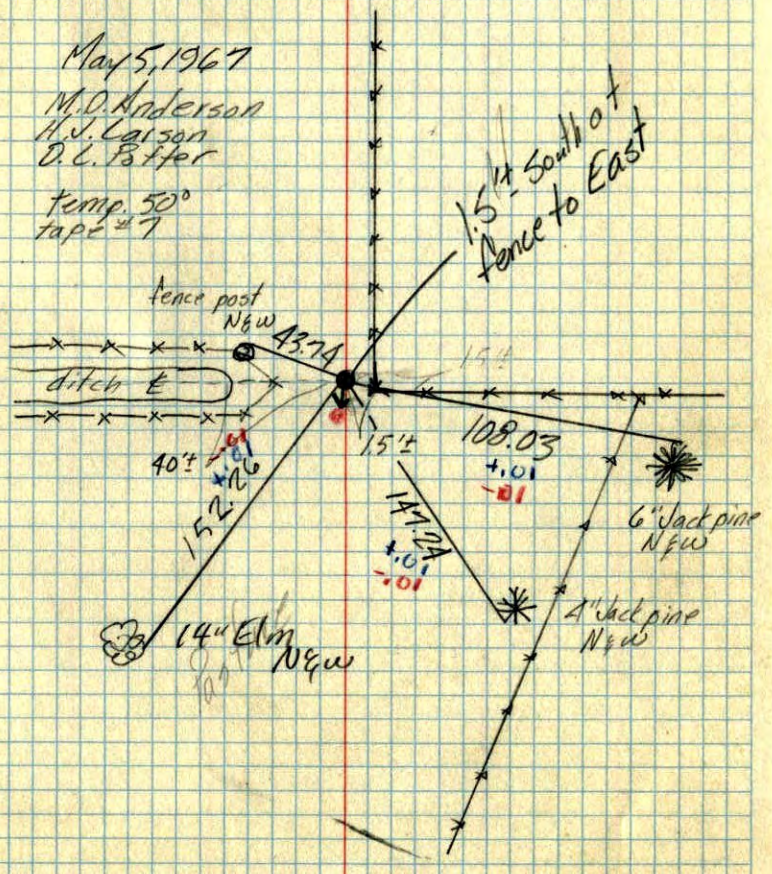 May 5, 1967
M.D. Anderson
H.J. Larson
D.L. Potter
temp. 50°
tape #7
1.5'± South of
fence to East
fence post
N&W
43.74
15'±
ditch ℄
15'±
108.03
+.01
-.01
40'±
-.01
+.01
152.26
147.24
+.01
-.01
6" Jack pine
N&W
4" Jack pine
N&W
14" Elm
N&W